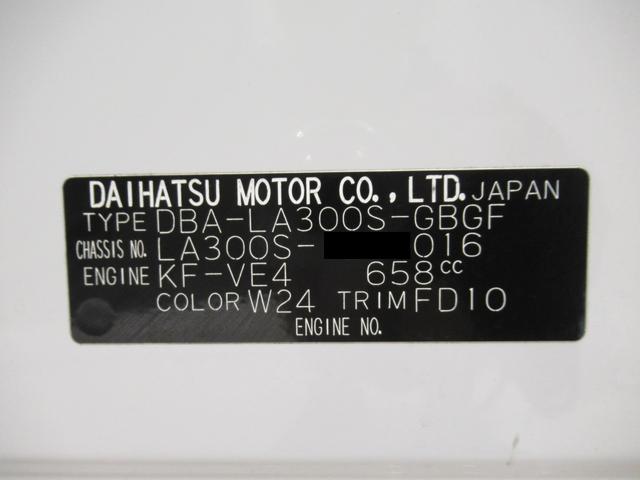 DAIHATSU MOTOR CO., LTD. JAPAN
TYPE DBA-LA300S-GBGF
CHASSIS NO. LA300S- 016
ENGINE KF-VE4 658cc
COLOR W24 TRIM FD10
ENGINE NO.